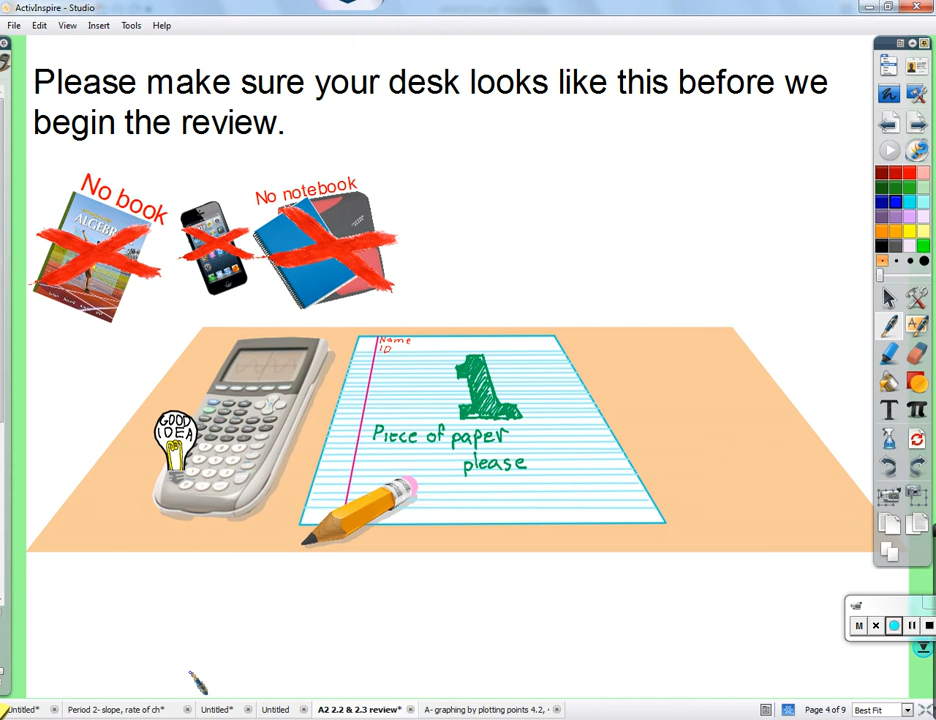 ActivInspire - Studio
File Edit View Insert Tools Help
Please make sure your desk looks like this before we
begin the review.
No book
ALGEBR
No notebook
Name
ID
1
GOOD
IDEA
Piece of paper
please
M
Untitled* Period 2- slope, rate of ch* Untitled* Untitled A2 2.2 & 2.3 review* A- graphing by plotting points 4.2, Page 4 of 9 Best Fit